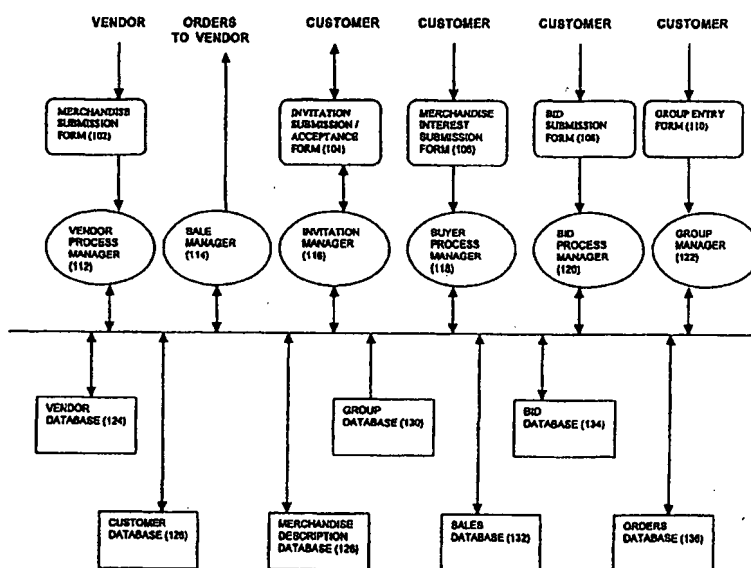 VENDOR
ORDERS
TO VENDOR
CUSTOMER
CUSTOMER
CUSTOMER
CUSTOMER
MERCHANDISE
SUBMISSION
FORM (102)
INVITATION
SUBMISSION /
ACCEPTANCE
FORM (104)
MERCHANDISE
INTEREST
SUBMISSION
FORM (106)
BID
SUBMISSION
FORM (108)
GROUP ENTRY
FORM (110)
VENDOR
PROCESS
MANAGER
(112)
SALE
MANAGER
(114)
INVITATION
MANAGER
(116)
BUYER
PROCESS
MANAGER
(118)
BID
PROCESS
MANAGER
(120)
GROUP
MANAGER
(122)
VENDOR
DATABASE (124)
GROUP
DATABASE (130)
BID
DATABASE (134)
CUSTOMER
DATABASE (126)
MERCHANDISE
DESCRIPTION
DATABASE (128)
SALES
DATABASE (132)
ORDERS
DATABASE (136)